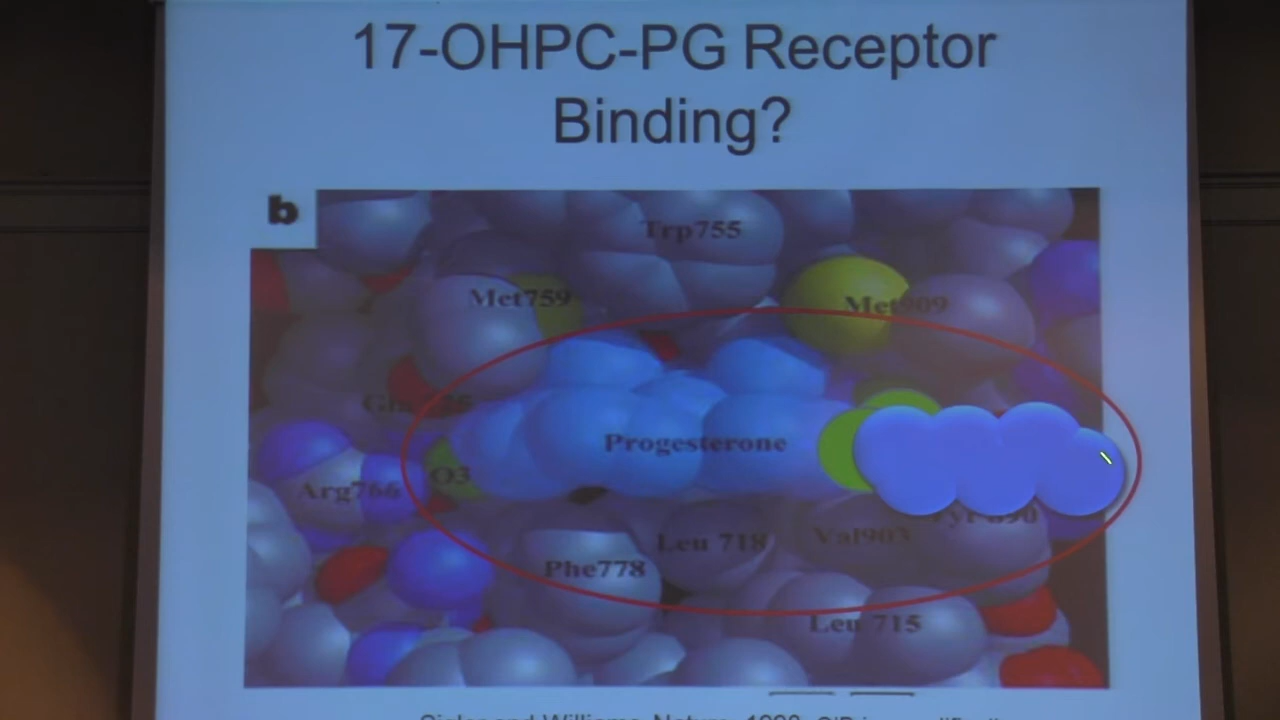 17-OHPC-PG Receptor
Binding?
b
Trp755
Met759
Met909
Progesterone
O3
Arg766
Leu 718
Val903
Phe778
Leu 715